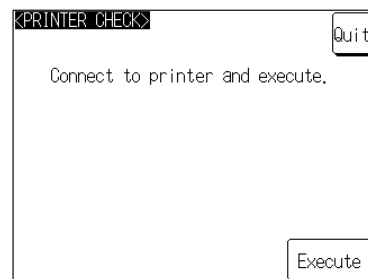 <PRINTER CHECK>
Quit
Connect to printer and execute.
Execute